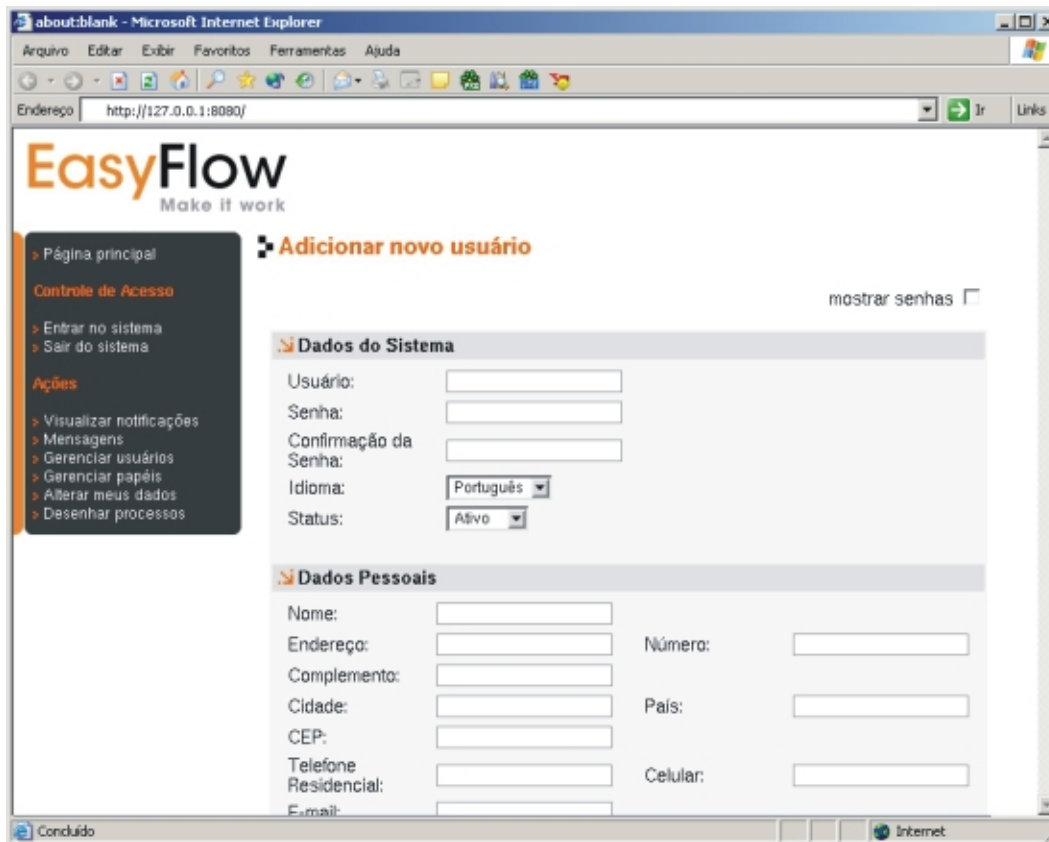 about:blank - Microsoft Internet Explorer
Arquivo Editar Exibir Favoritos Ferramentas Ajuda
Endereço http://127.0.0.1:8080/ Ir Links
EasyFlow
Make it work
Página principal
Controle de Acesso
Entrar no sistema
Sair do sistema
Ações
Visualizar notificações
Mensagens
Gerenciar usuários
Gerenciar papéis
Alterar meus dados
Desenhar processos
Adicionar novo usuário
mostrar senhas
Dados do Sistema
Usuário:
Senha:
Confirmação da
Senha:
Idioma: Português
Status: Ativo
Dados Pessoais
Nome:
Endereço: Número:
Complemento:
Cidade: País:
CEP:
Telefone
Residencial: Celular:
E-mail:
Concluído Internet